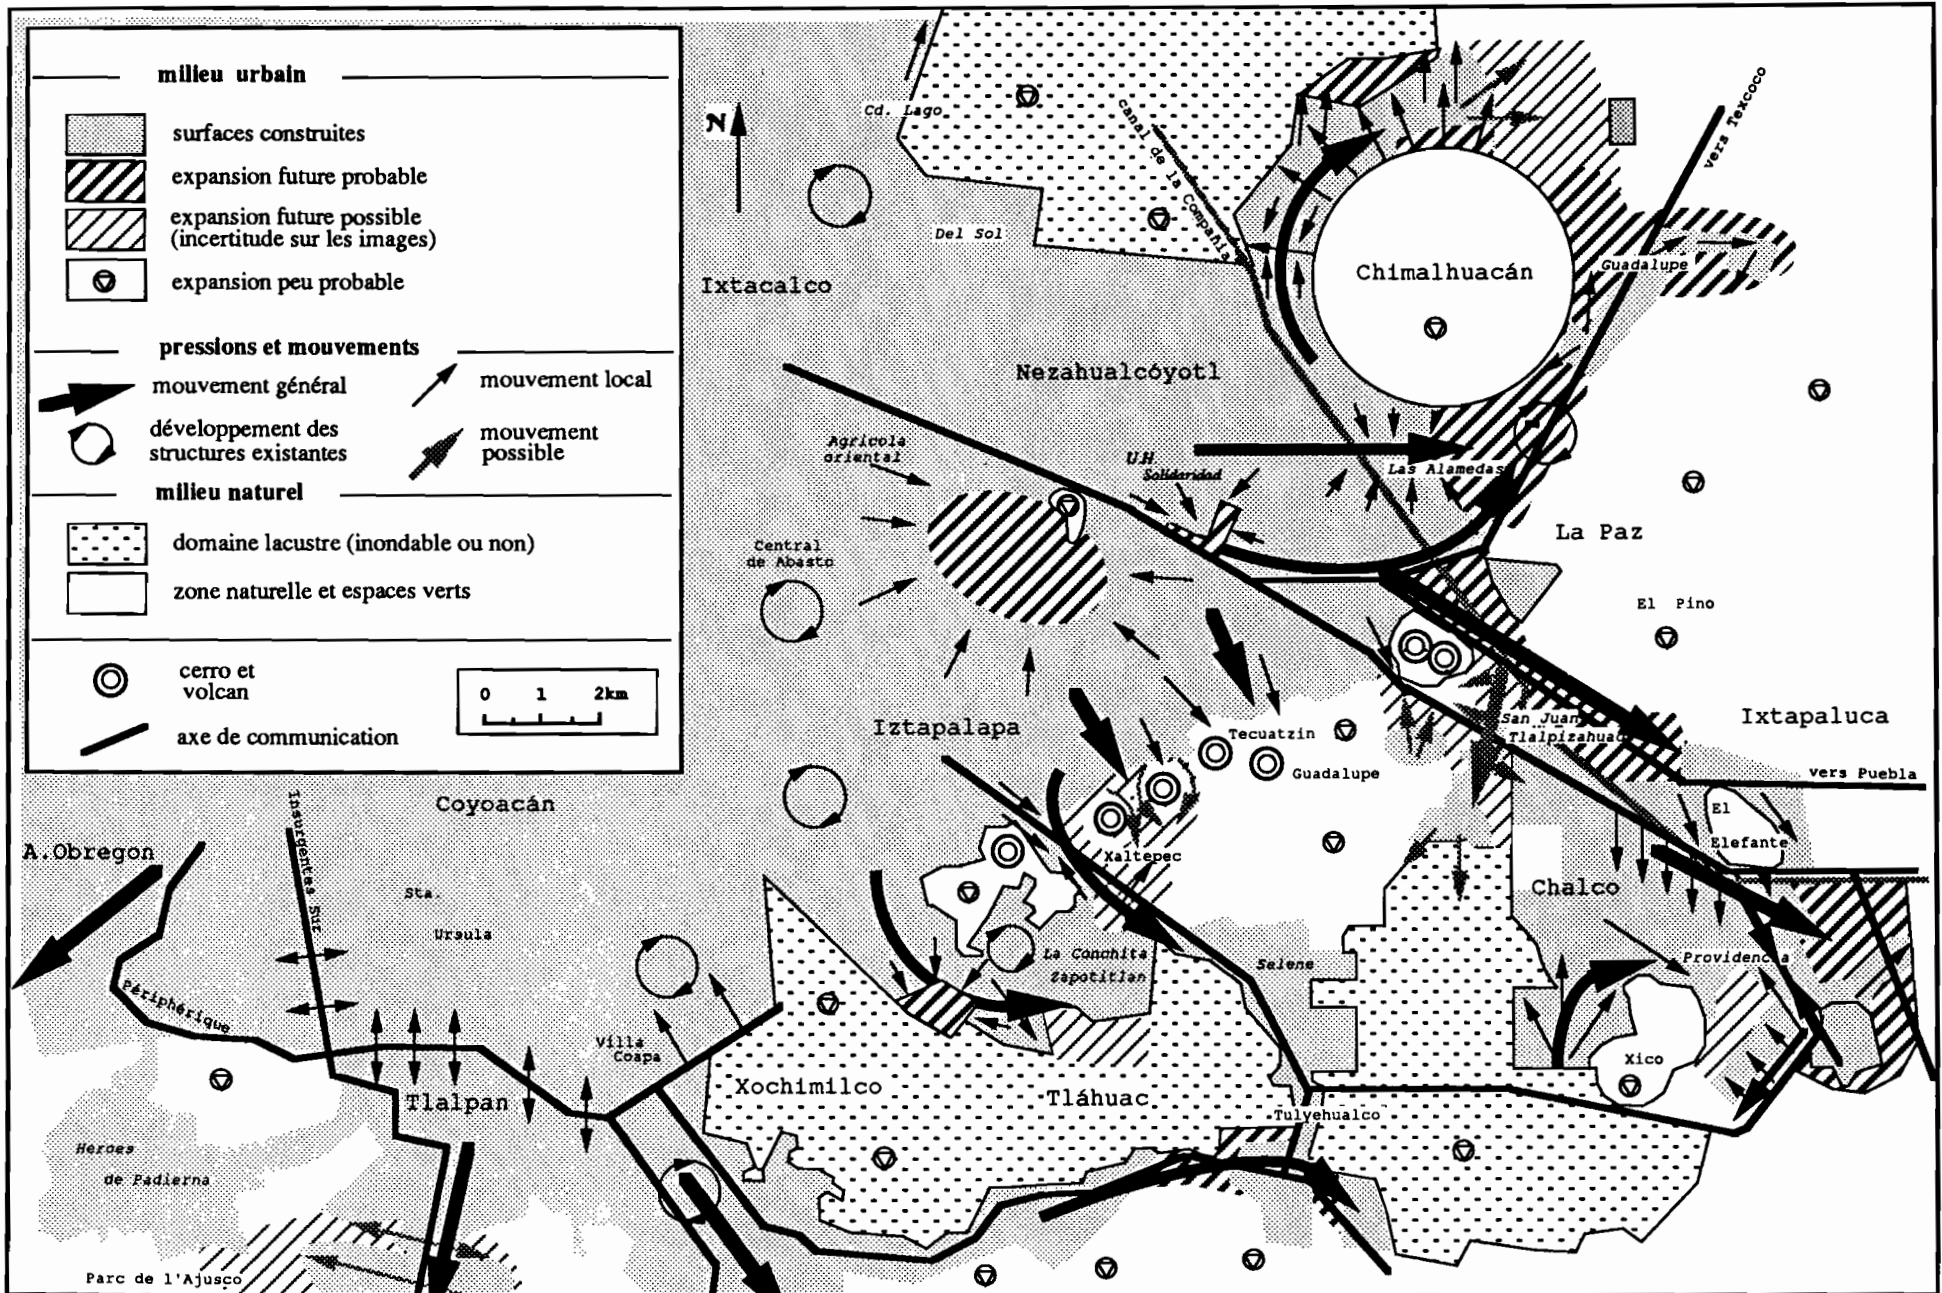 milieu urbain
surfaces construites
expansion future probable
expansion future possible
(incertitude sur les images)
expansion peu probable
pressions et mouvements
mouvement général
mouvement local
développement des
structures existantes
mouvement
possible
milieu naturel
domaine lacustre (inondable ou non)
zone naturelle et espaces verts
cerro et
volcan
0 1 2km
axe de communication
N
Cd. Lago
canal de la Compañia
vers Texcoco
Del Sol
Ixtacalco
Chimalhuacán
Guadalupe
Nezahualcóyotl
Agricola
oriental
U.H
Solidaridad
Las Alamedas
La Paz
Central
de Abasto
El Pino
Iztapalapa
Tecuatzin
Guadalupe
San Juan
Tlalpizahuac
Ixtapaluca
vers Puebla
Coyoacán
Insurgentes Sur
A.Obregon
Xaltepec
El
Elefante
Chalco
Sta.
Ursula
La Conchita
Zapotitlan
Selene
Providencia
Périphérique
Villa
Coapa
Xico
Xochimilco
Tláhuac
Tulyehualco
Tlalpan
Heroes
de Padierna
Parc de l'Ajusco